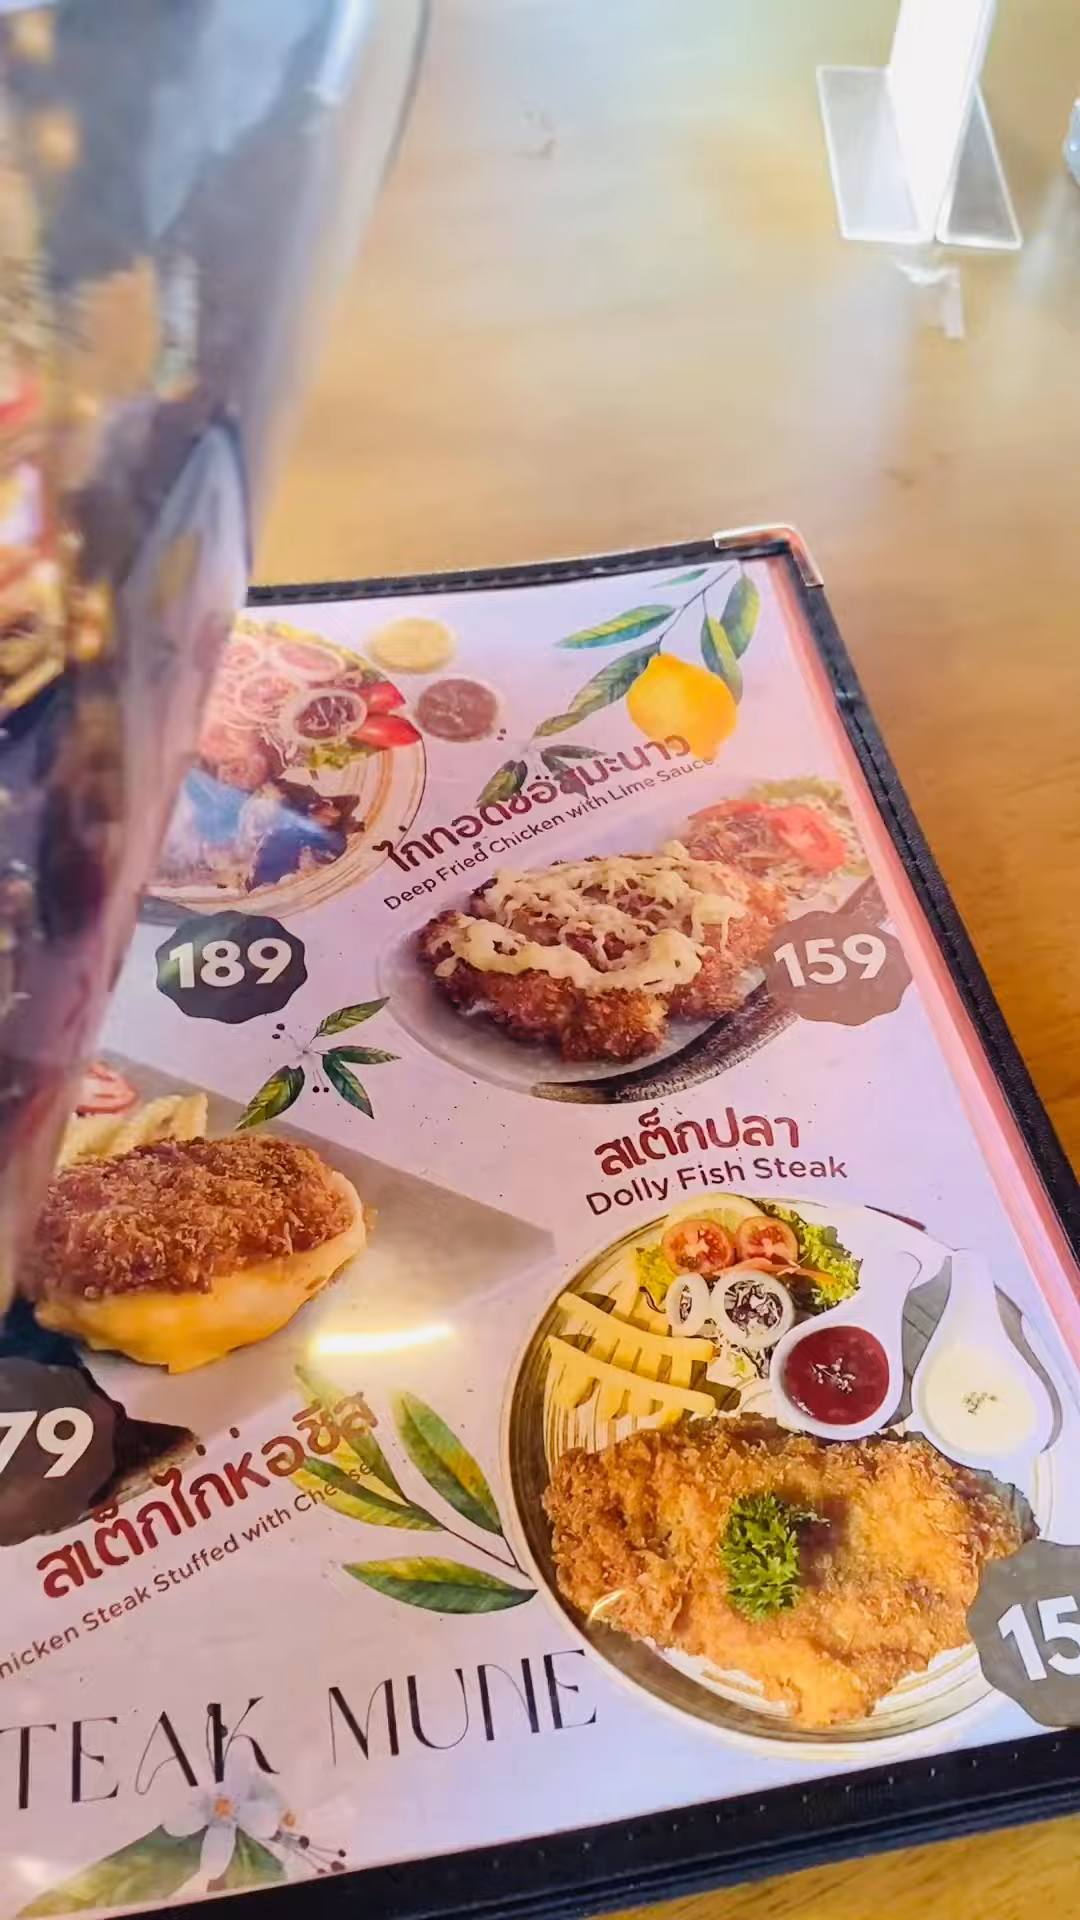 ไก่ทอดซอสมะนาว
Deep Fried Chicken with Lime Sauce
189
159
สเต็กปลา
Dolly Fish Steak
79
สเต็กไก่ห่อชีส
hicken Steak Stuffed with Cheese
15
TEAK MUNE